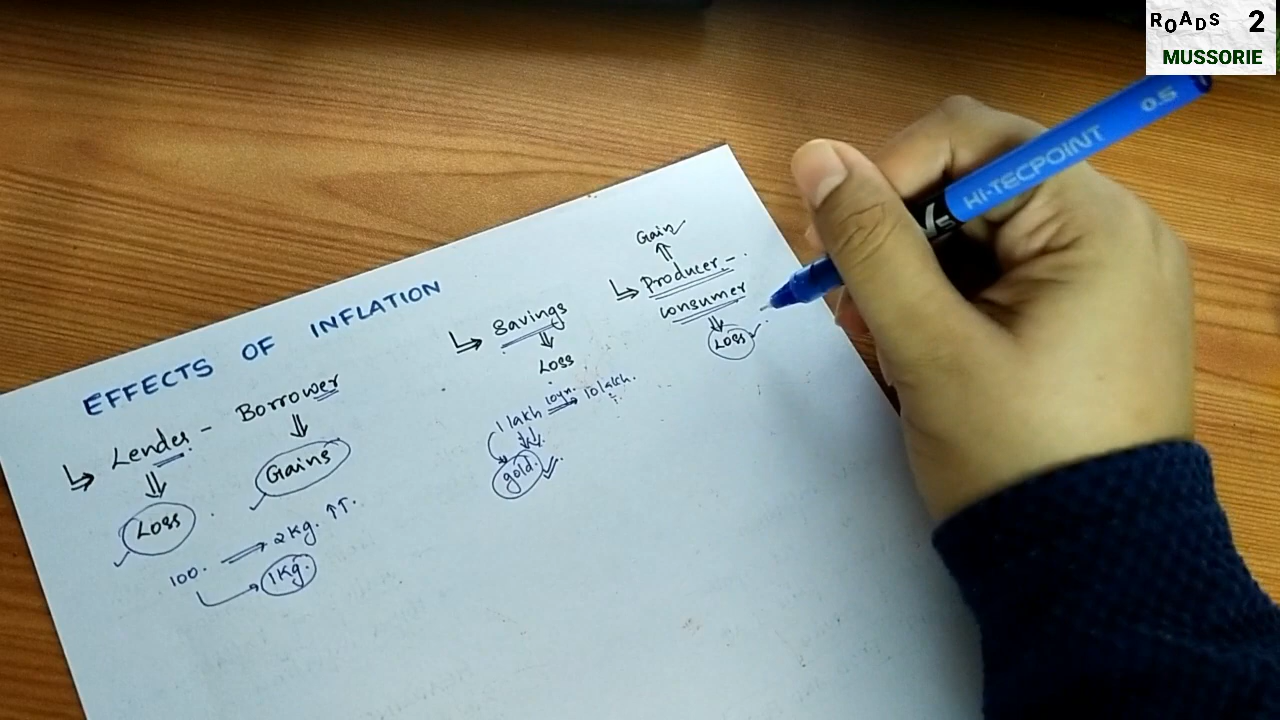 ROADS 2
MUSSORIE
HI-TECPOINT 0.5
V5
EFFECTS OF INFLATION
Lender - Borrower
Loss
Gains
100. 2kg.
1kg.
Savings
Loss
1 lakh 10yr. 10 lakh.
gold.
Gain
Producer -
Consumer
Loss